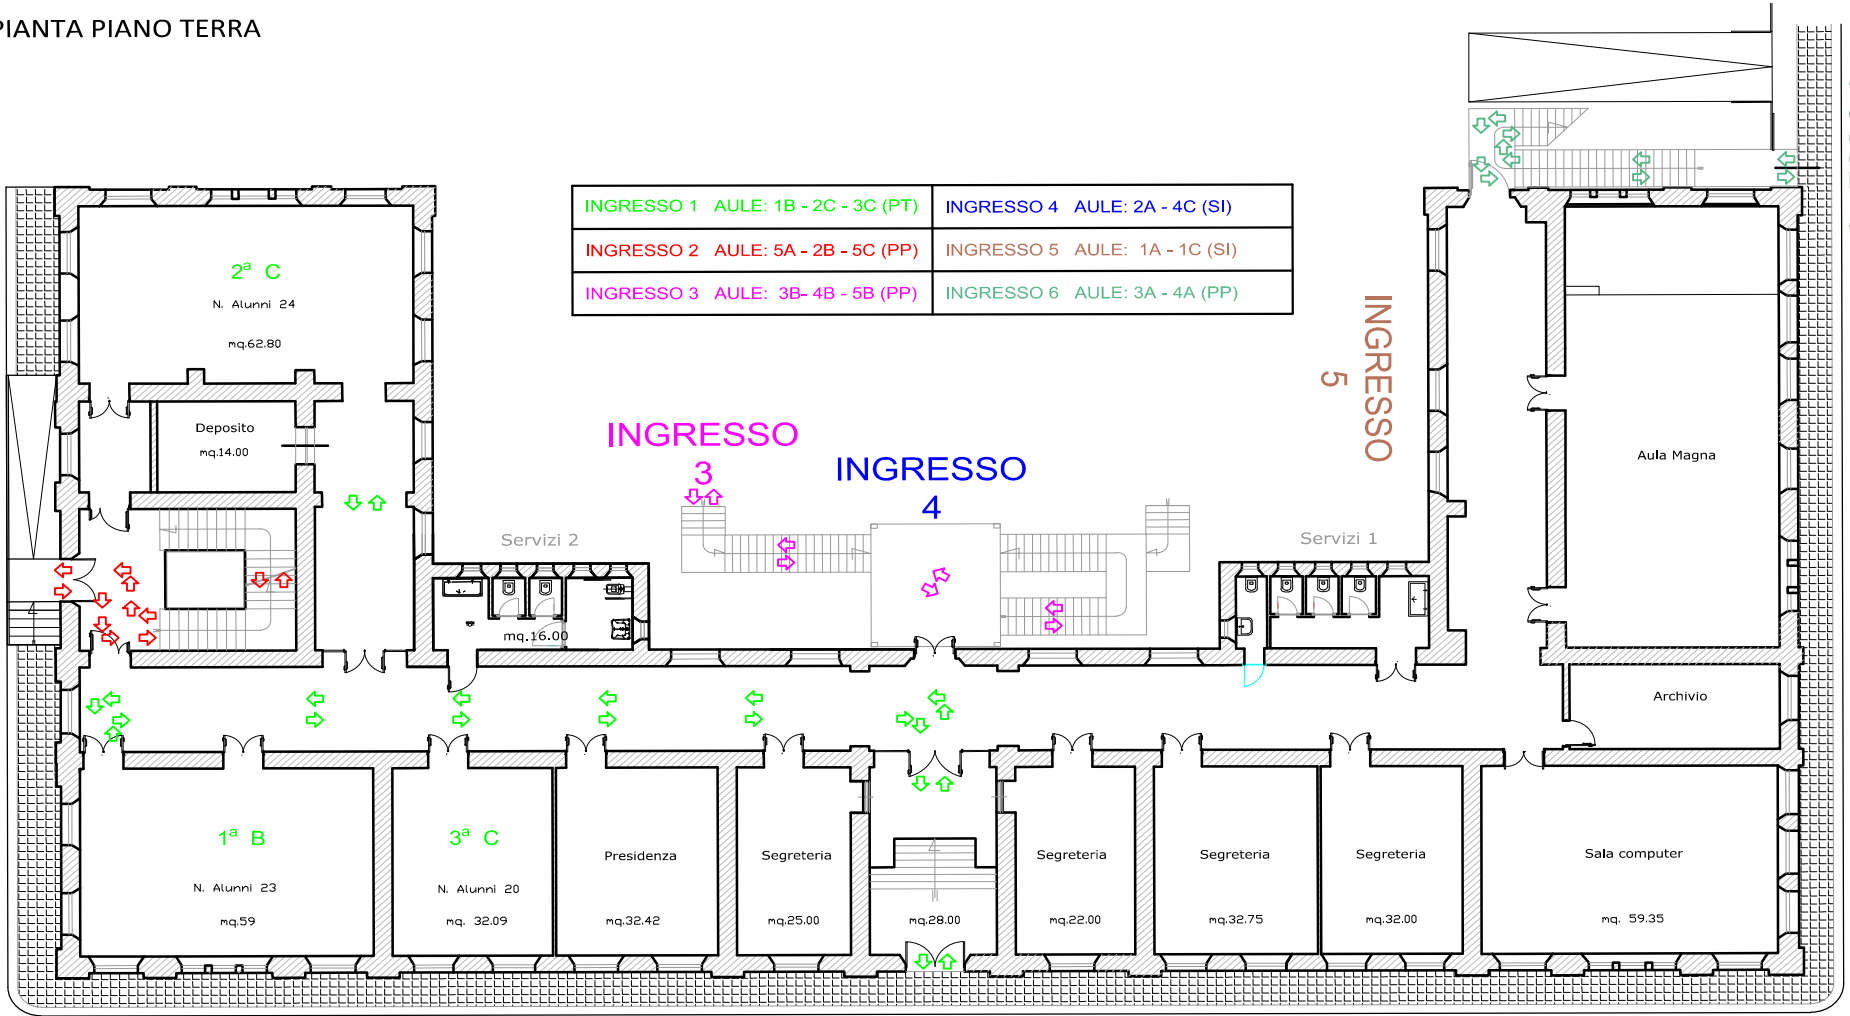 PIANTA PIANO TERRA
INGRESSO 1 AULE: 1B - 2C - 3C (PT)
INGRESSO 4 AULE: 2A - 4C (SI)
INGRESSO 2 AULE: 5A - 2B - 5C (PP)
INGRESSO 5 AULE: 1A - 1C (SI)
INGRESSO 3 AULE: 3B- 4B - 5B (PP)
INGRESSO 6 AULE: 3A - 4A (PP)
2ª C
N. Alunni 24
mq.62.80
Deposito
mq.14.00
INGRESSO
3
INGRESSO
4
INGRESSO
5
Aula Magna
Servizi 2
Servizi 1
mq.16.00
Archivio
1ª B
N. Alunni 23
mq.59
3ª C
N. Alunni 20
mq. 32.09
Presidenza
mq.32.42
Segreteria
mq.25.00
mq.28.00
Segreteria
mq.22.00
Segreteria
mq.32.75
Segreteria
mq.32.00
Sala computer
mq. 59.35